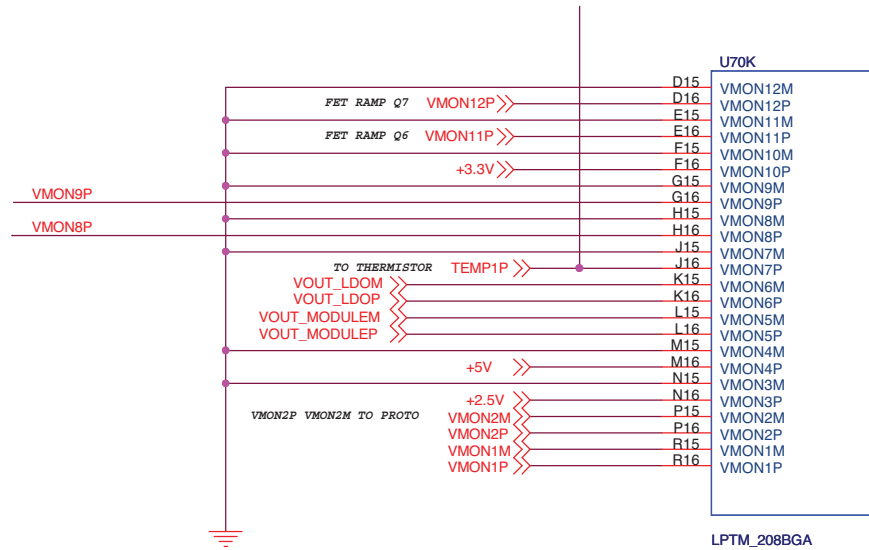 U70K
D15 VMON12M
FET RAMP Q7 VMON12P D16 VMON12P
E15 VMON11M
FET RAMP Q6 VMON11P E16 VMON11P
F15 VMON10M
+3.3V F16 VMON10P
G15 VMON9M
VMON9P G16 VMON9P
H15 VMON8M
VMON8P H16 VMON8P
J15 VMON7M
TO THERMISTOR TEMP1P J16 VMON7P
VOUT_LDOM K15 VMON6M
VOUT_LDOP K16 VMON6P
VOUT_MODULEM L15 VMON5M
VOUT_MODULEP L16 VMON5P
M15 VMON4M
+5V M16 VMON4P
N15 VMON3M
+2.5V N16 VMON3P
VMON2P VMON2M TO PROTO VMON2M P15 VMON2M
VMON2P P16 VMON2P
VMON1M R15 VMON1M
VMON1P R16 VMON1P
LPTM_208BGA